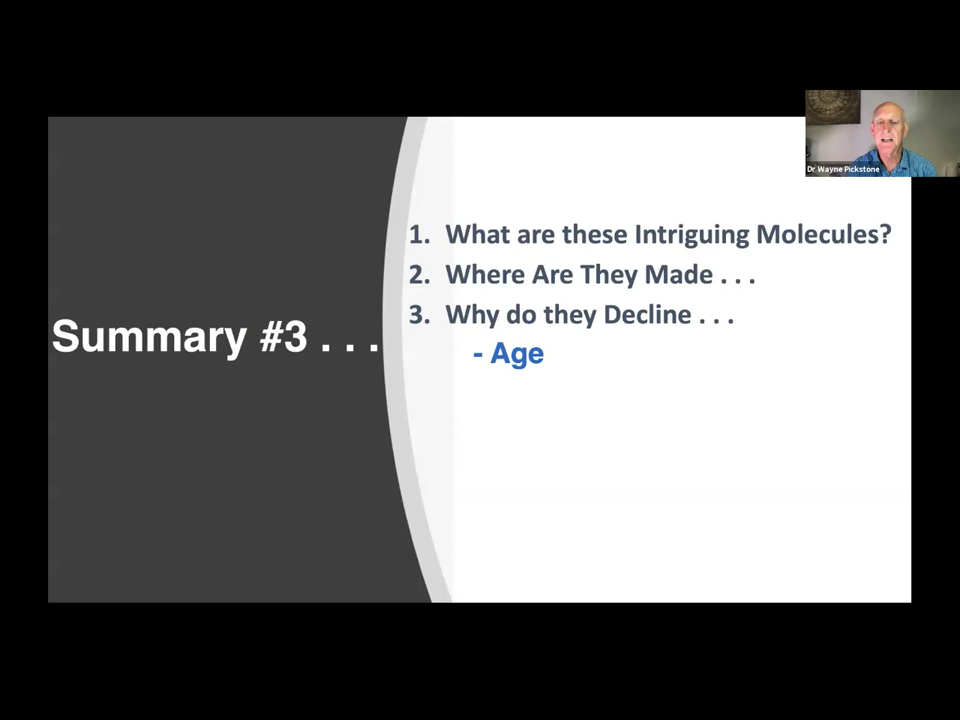 Dr Wayne Pickstone
Summary #3 . . .
1. What are these Intriguing Molecules?
2. Where Are They Made . . .
3. Why do they Decline . . .
- Age